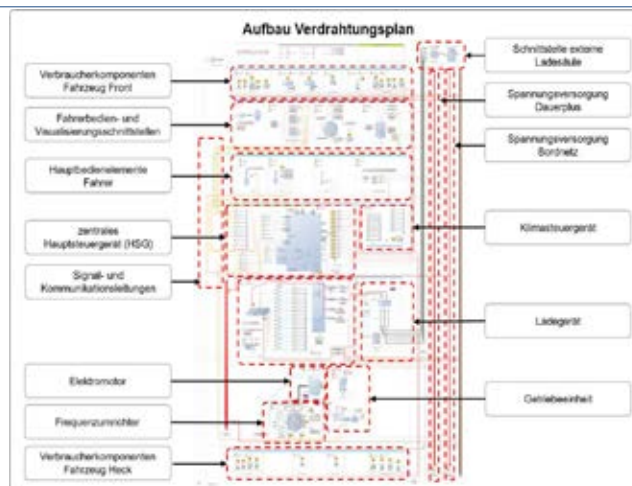 Aufbau Verdrahtungsplan
Verbraucherkomponenten
Fahrzeug Front
Fahrerbedien- und
Visualisierungsschnittstellen
Hauptbedienelemente
Fahrer
zentrales
Hauptsteuergerät (HSG)
Signal- und
Kommunikationsleitungen
Elektromotor
Frequenzumrichter
Verbraucherkomponenten
Fahrzeug Heck
Schnittstelle externe
Ladesäule
Spannungsversorgung
Dauerplus
Spannungsversorgung
Bordnetz
Klimasteuergerät
Ladegerät
Getriebeeinheit